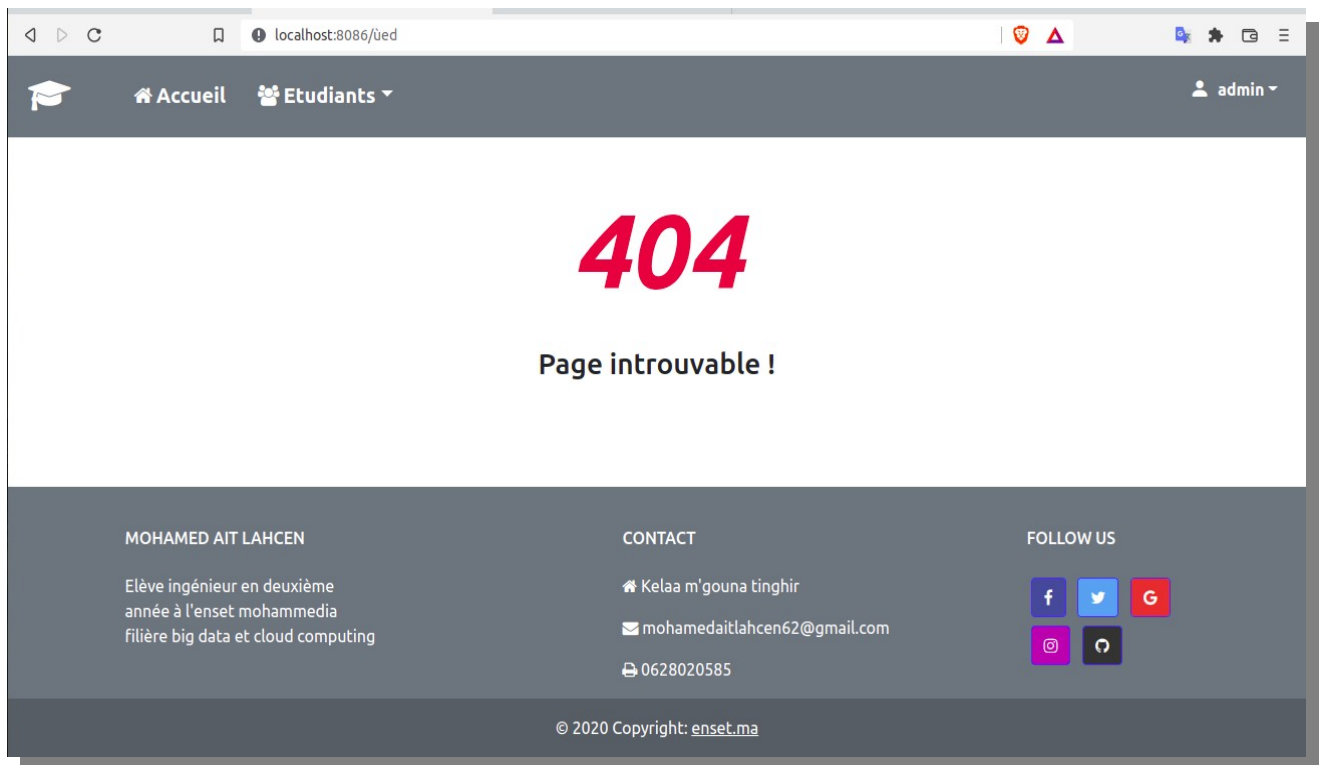 localhost:8086/ùed
Accueil Etudiants admin
404
Page introuvable !
MOHAMED AIT LAHCEN
Elève ingénieur en deuxième
année à l'enset mohammedia
filière big data et cloud computing
CONTACT
Kelaa m'gouna tinghir
mohamedaitlahcen62@gmail.com
0628020585
FOLLOW US
f
G
© 2020 Copyright: enset.ma